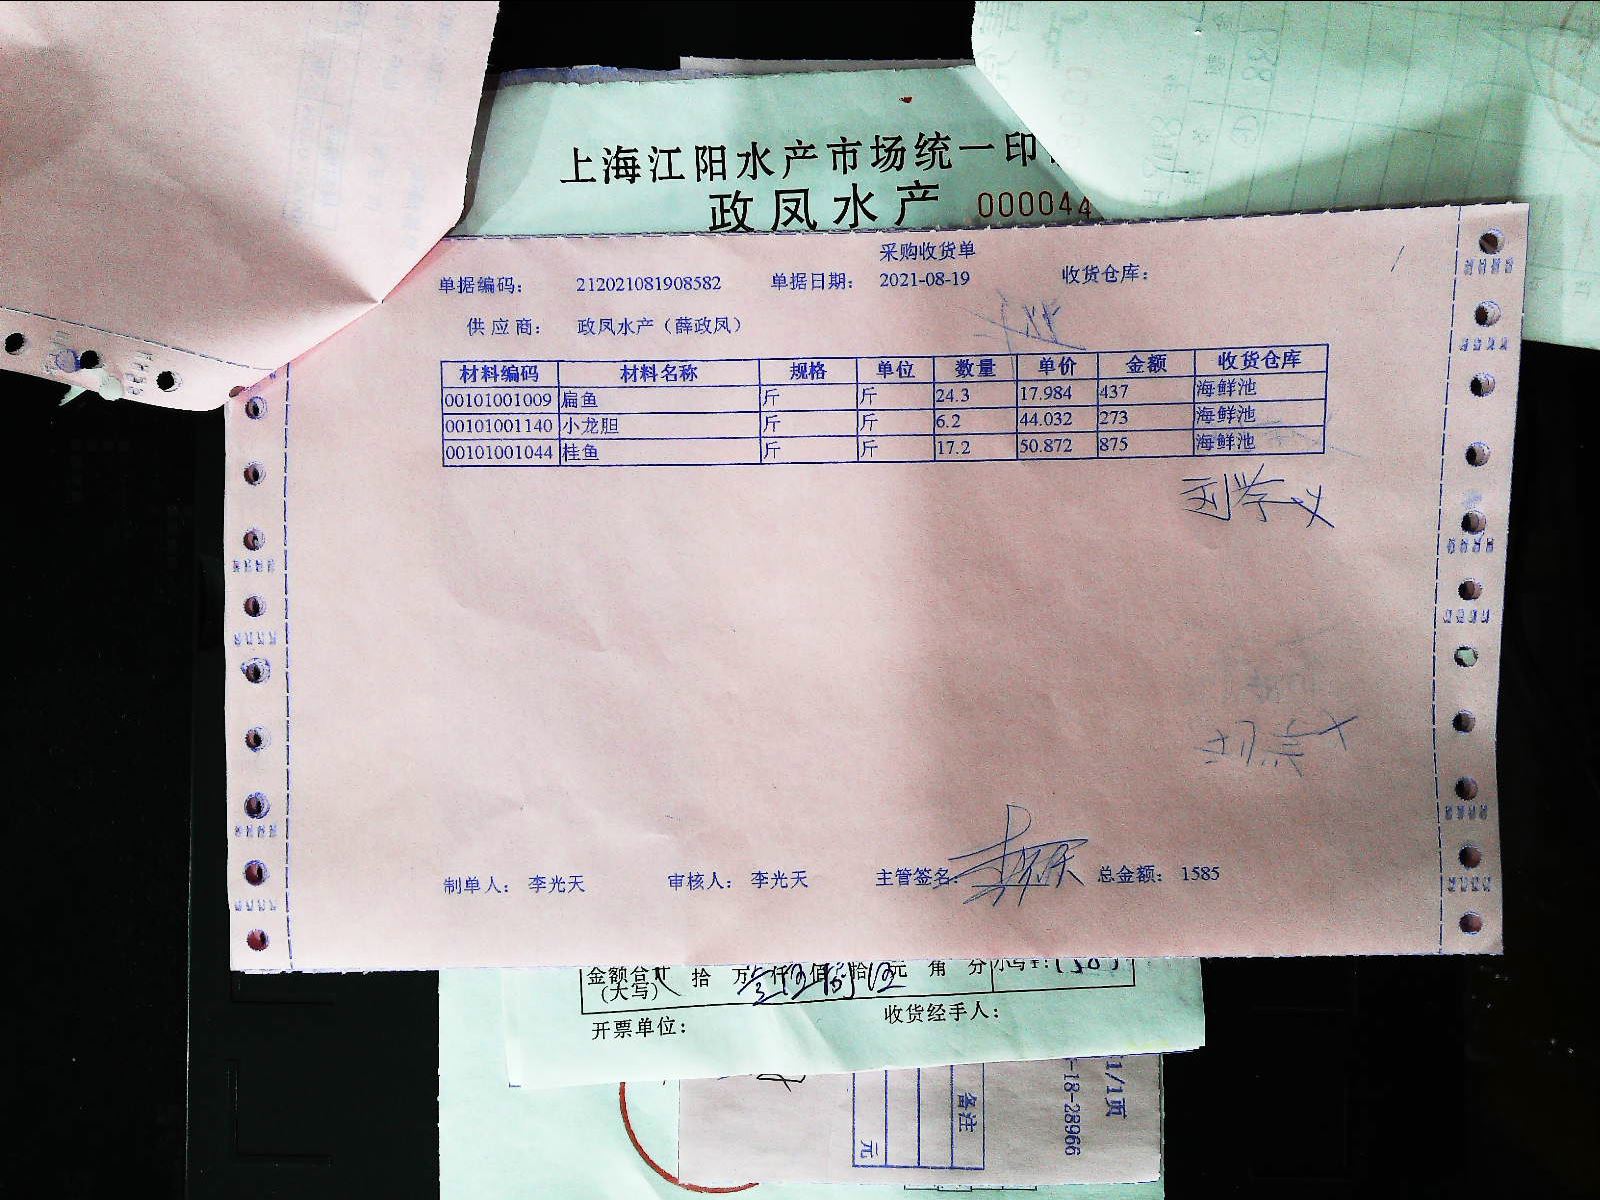 上海江阳水产市场统一印
政凤水产 000044
采购收货单
单据编码： 212021081908582 单据日期： 2021-08-19 收货仓库：
供应商： 政凤水产（薛政凤）
材料编码 材料名称 规格 单位 数量 单价 金额 收货仓库
00101001009 扁鱼 斤 斤 24.3 17.984 437 海鲜池
00101001140 小龙胆 斤 斤 6.2 44.032 273 海鲜池
00101001044 桂鱼 斤 斤 17.2 50.872 875 海鲜池
制单人： 李光天 审核人： 李光天 主管签名： 总金额： 1585
金额合计 拾 万 仟 佰 拾 元 角 分
(大写)
开票单位： 收货经手人：
1/1页
-18-28966
备注
元